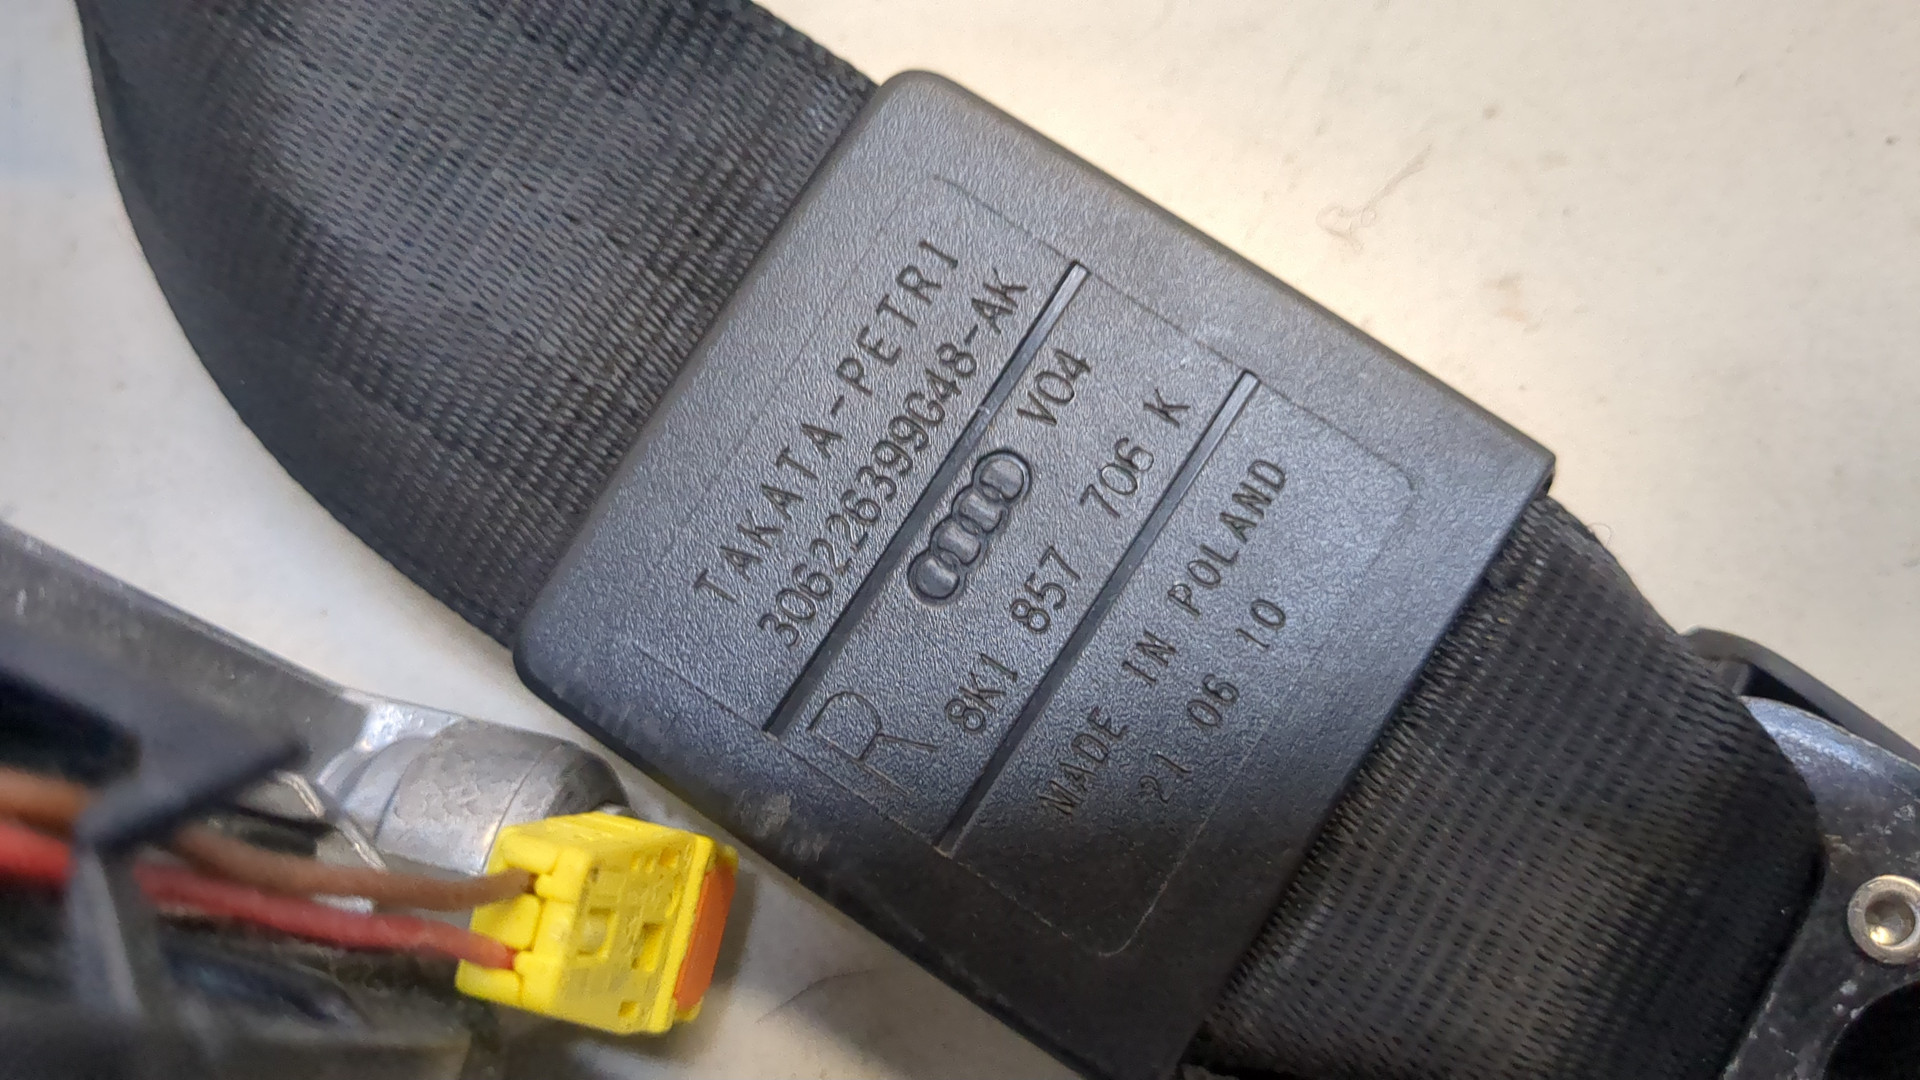 TAKATA-PETRI
306226399G48-AK
V04
R 8K1 857 706 K
MADE IN POLAND
21 06 10